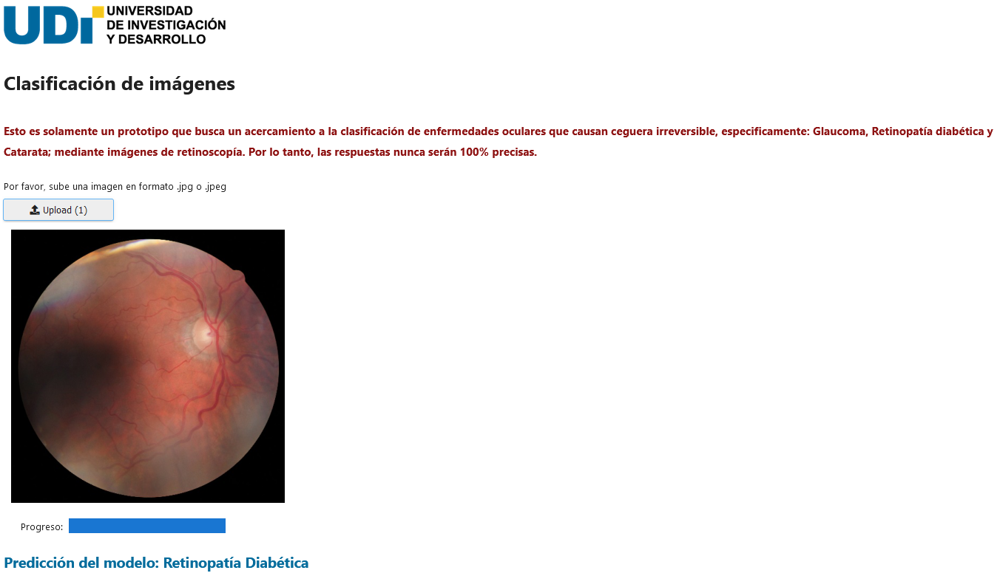 UDi UNIVERSIDAD
DE INVESTIGACIÓN
Y DESARROLLO
Clasificación de imágenes
Esto es solamente un prototipo que busca un acercamiento a la clasificación de enfermedades oculares que causan ceguera irreversible, especificamente: Glaucoma, Retinopatía diabética y
Catarata; mediante imágenes de retinoscopía. Por lo tanto, las respuestas nunca serán 100% precisas.
Por favor, sube una imagen en formato .jpg o .jpeg
Upload (1)
Progreso:
Predicción del modelo: Retinopatía Diabética